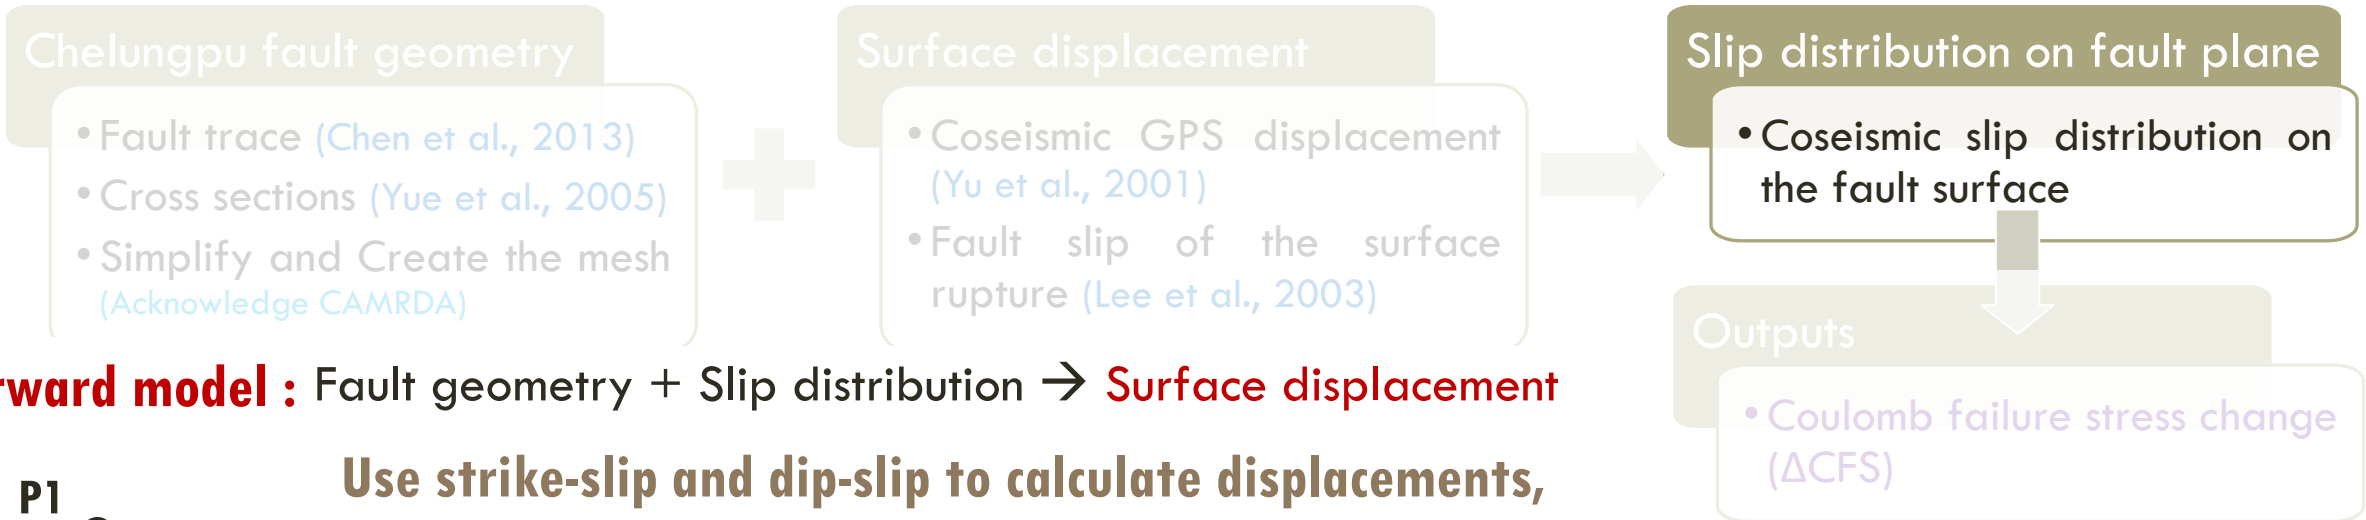 Chelungpu fault geometry
• Fault trace (Chen et al., 2013)
• Cross sections (Yue et al., 2005)
• Simplify and Create the mesh
(Acknowledge CAMRDA)
Surface displacement
• Coseismic GPS displacement
(Yu et al., 2001)
• Fault slip of the surface
rupture (Lee et al., 2003)
Slip distribution on fault plane
• Coseismic slip distribution on
the fault surface
Outputs
• Coulomb failure stress change
(ΔCFS)
rward model : Fault geometry + Slip distribution → Surface displacement
Use strike-slip and dip-slip to calculate displacements,
P1